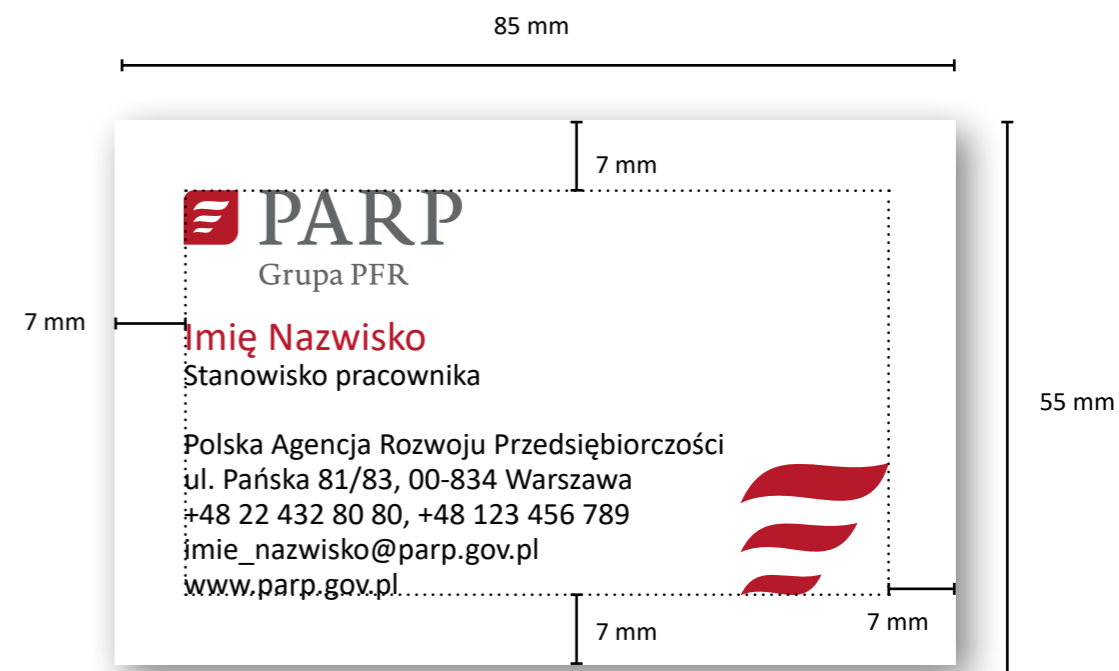 85 mm
7 mm
PARP
Grupa PFR
7 mm
Imię Nazwisko
Stanowisko pracownika
55 mm
Polska Agencja Rozwoju Przedsiębiorczości
ul. Pańska 81/83, 00-834 Warszawa
+48 22 432 80 80, +48 123 456 789
imie_nazwisko@parp.gov.pl
www.parp.gov.pl
7 mm
7 mm